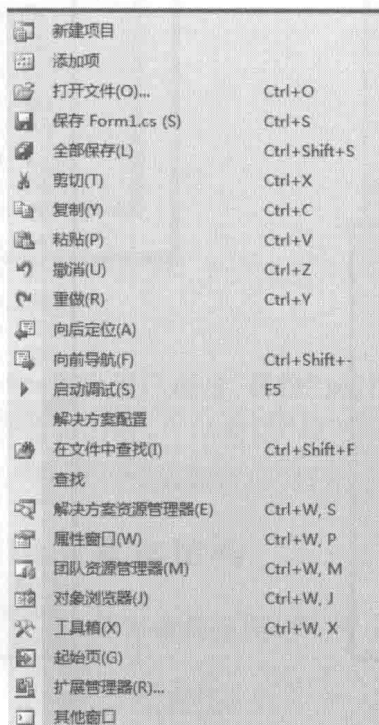 新建项目
添加项
打开文件(O)... Ctrl+O
保存 Form1.cs (S) Ctrl+S
全部保存(L) Ctrl+Shift+S
剪切(T) Ctrl+X
复制(Y) Ctrl+C
粘贴(P) Ctrl+V
撤消(U) Ctrl+Z
重做(R) Ctrl+Y
向后定位(A)
向前导航(F) Ctrl+Shift+-
启动调试(S) F5
解决方案配置
在文件中查找(I) Ctrl+Shift+F
查找
解决方案资源管理器(E) Ctrl+W, S
属性窗口(W) Ctrl+W, P
团队资源管理器(M) Ctrl+W, M
对象浏览器(J) Ctrl+W, J
工具箱(X) Ctrl+W, X
起始页(G)
扩展管理器(R)...
其他窗口